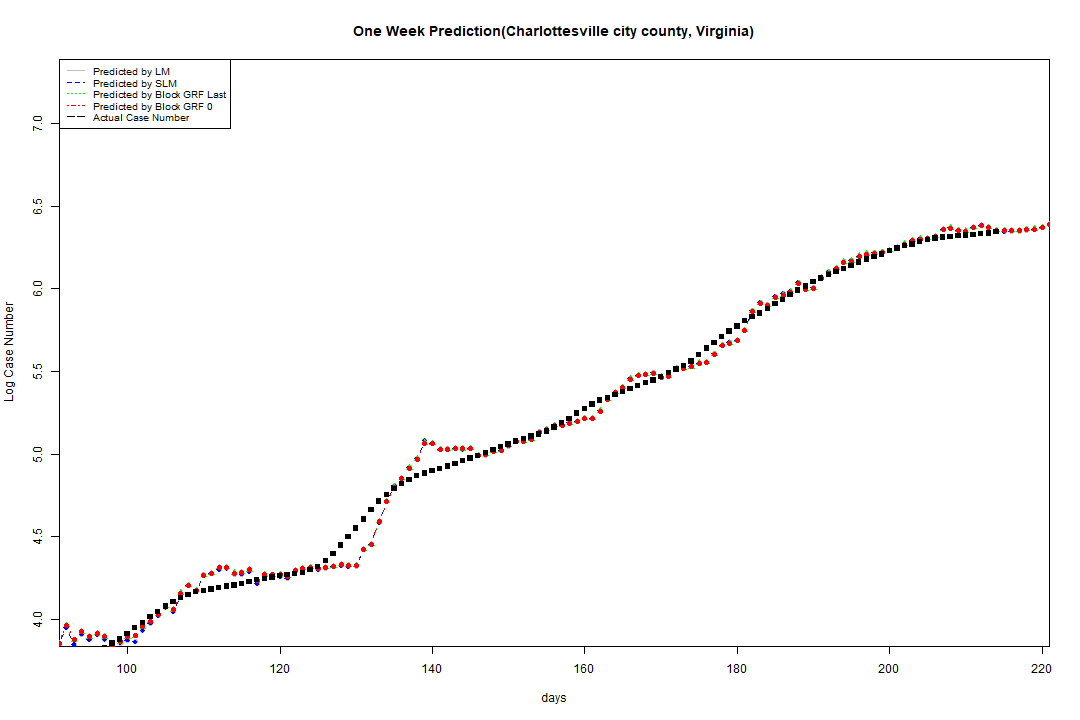 One Week Prediction(Charlottesville city county, Virginia)
Predicted by LM
Predicted by SLM
Predicted by Block GRF Last
Predicted by Block GRF 0
Actual Case Number
7.0
6.5
6.0
5.5
5.0
4.5
4.0
Log Case Number
100 120 140 160 180 200 220
days